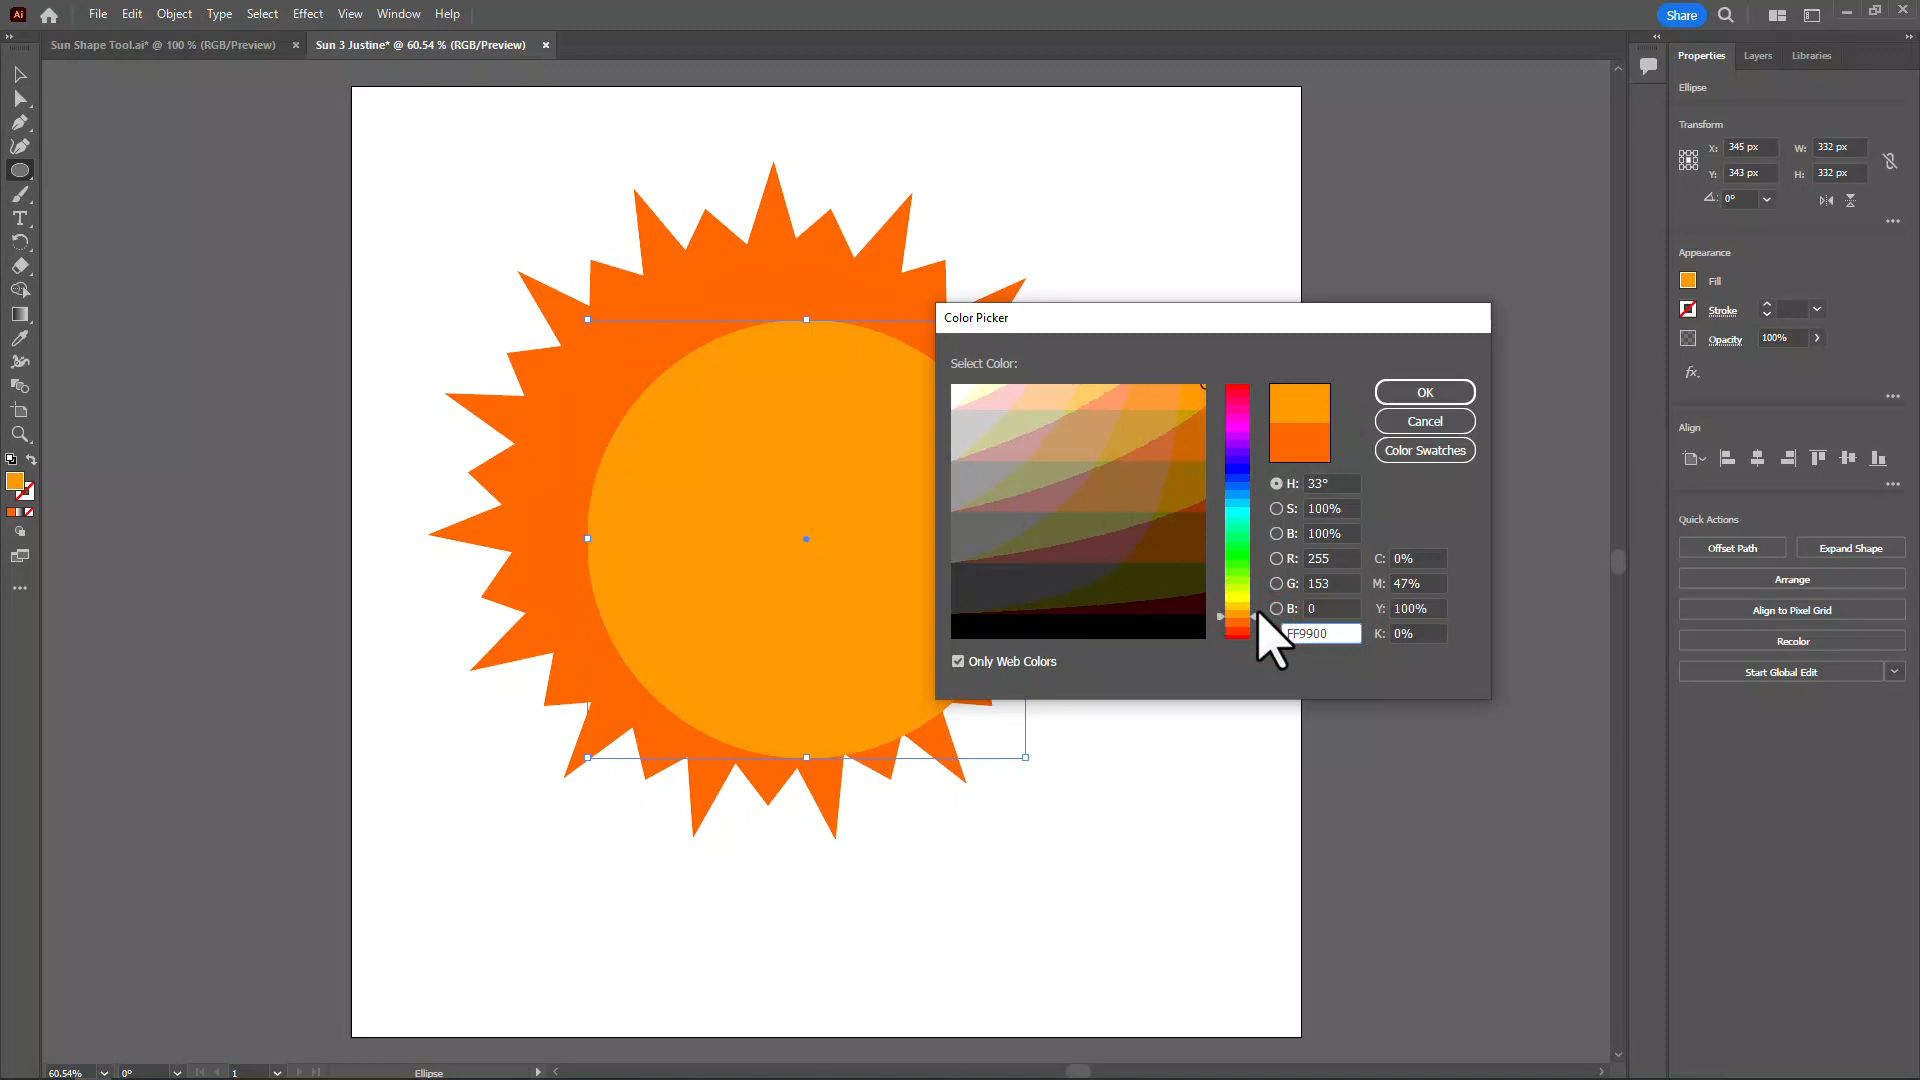 Ai File Edit Object Type Select Effect View Window Help Share
Sun Shape Tool.ai* @ 100 % (RGB/Preview) × Sun 3 Justine* @ 60.54 % (RGB/Preview) ×
Properties Layers Libraries
Ellipse
Transform
X: 345 px W: 332 px
Y: 343 px H: 332 px
0°
Appearance
Fill
Stroke
Opacity 100%
fx.
Align
Quick Actions
Offset Path Expand Shape
Arrange
Align to Pixel Grid
Recolor
Start Global Edit
Color Picker
Select Color:
OK
Cancel
Color Swatches
H: 33°
S: 100%
B: 100%
R: 255 C: 0%
G: 153 M: 47%
B: 0 Y: 100%
FF9900 K: 0%
Only Web Colors
60.54% 0° 1 Ellipse